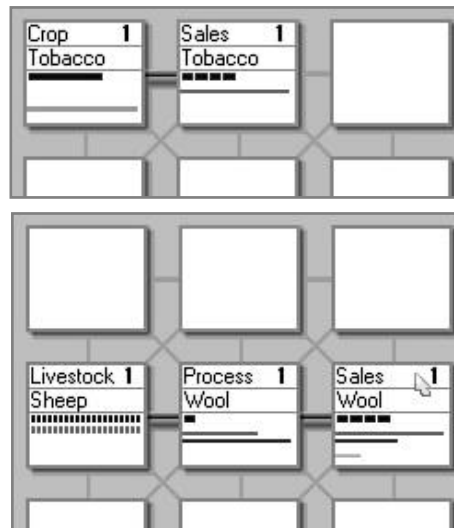 Crop 1
Tobacco
Sales 1
Tobacco
Livestock 1
Sheep
Process 1
Wool
Sales 1
Wool